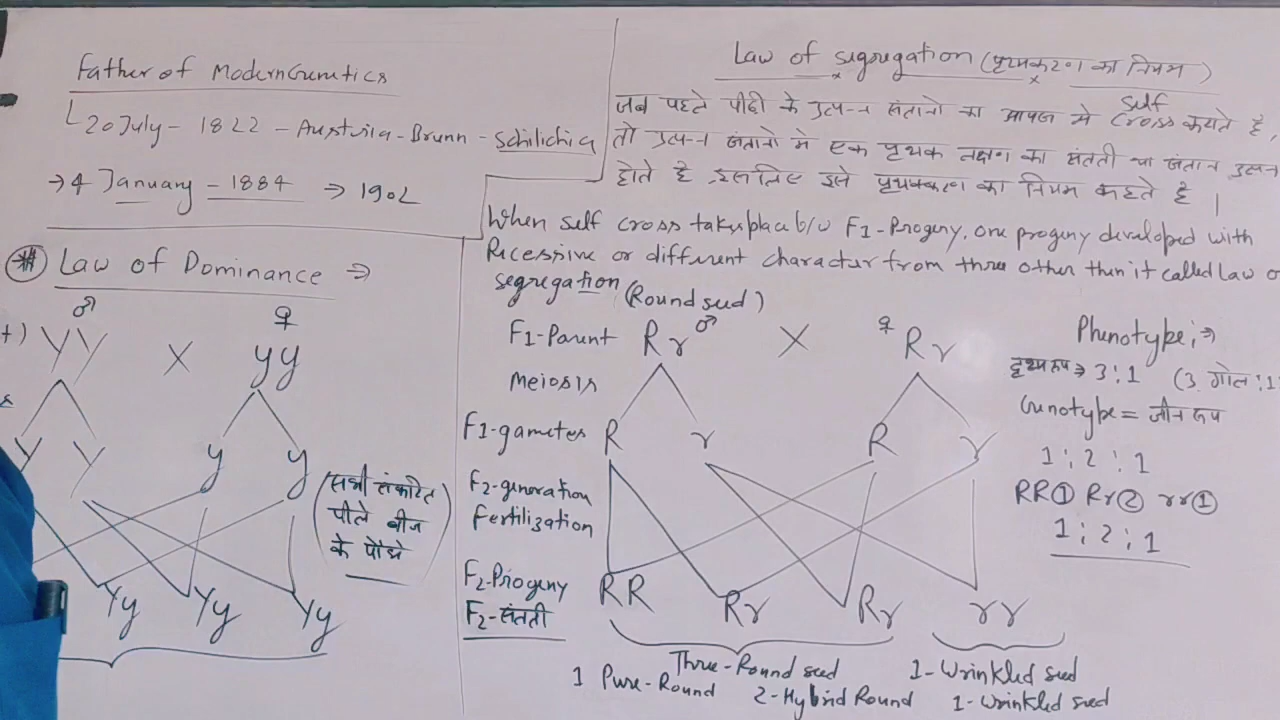 Father of Modern Genetics
20 July - 1822 - Austriia - Brunn - Schilichia
→ 4 January - 1884 ⇒ 1902
Law of Dominance ⇒
♂ ♀
YY X yy
Y Y y y
(सभी संकरित
पीले बीज
के पौधे)
Yy Yy Yy
Law of segregation (पृथक्करण का नियम)
जब पहले पीढी के उत्पन्न संतानो का आपस मे self cross कराते है,
तो उत्पन्न संतानो मे एक पृथक लक्षण का संतती या संतान उत्पन
होते है, इसलिए इसे पृथक्करण का नियम कहते है |
When self cross takes place b/w F1-Progeny, one progeny developed with
Recessive or different character from three other then it called Law o
segregation (Round seed)
F1-Parent Rr ♂ X ♀ Rr
meiosis
F1-gametes R r R r
F2-generation
fertilization
F2-Progeny RR Rr Rr rr
F2-संतती
Three-Round seed 1-Wrinkled seed
1 Pure-Round 2-Hybrid Round 1-Wrinkled seed
Phenotype; ⇒
दृश्यरूप ⇒ 3:1 (3 गोल : 1
Genotype = जीन रूप
1 : 2 : 1
RR① Rr② rr①
1 : 2 : 1